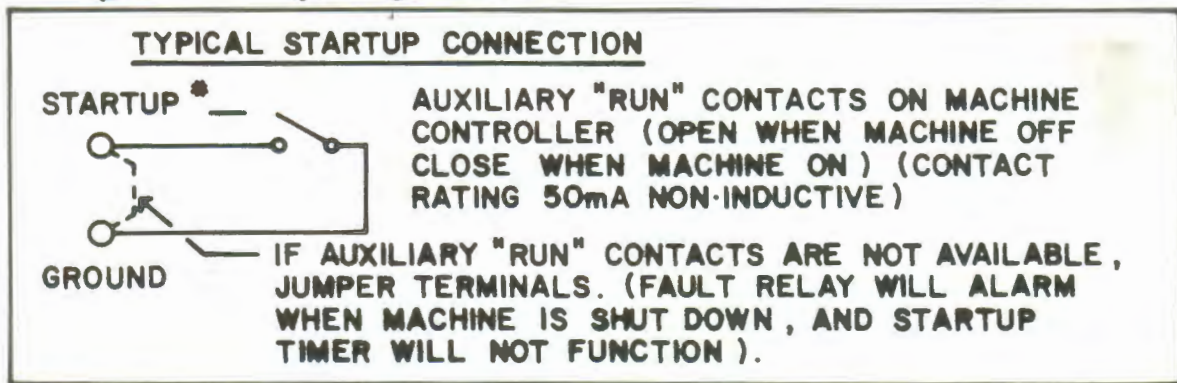 TYPICAL STARTUP CONNECTION
STARTUP *
AUXILIARY "RUN" CONTACTS ON MACHINE
CONTROLLER (OPEN WHEN MACHINE OFF
CLOSE WHEN MACHINE ON) (CONTACT
RATING 50mA NON-INDUCTIVE)
GROUND
IF AUXILIARY "RUN" CONTACTS ARE NOT AVAILABLE,
JUMPER TERMINALS. (FAULT RELAY WILL ALARM
WHEN MACHINE IS SHUT DOWN, AND STARTUP
TIMER WILL NOT FUNCTION).